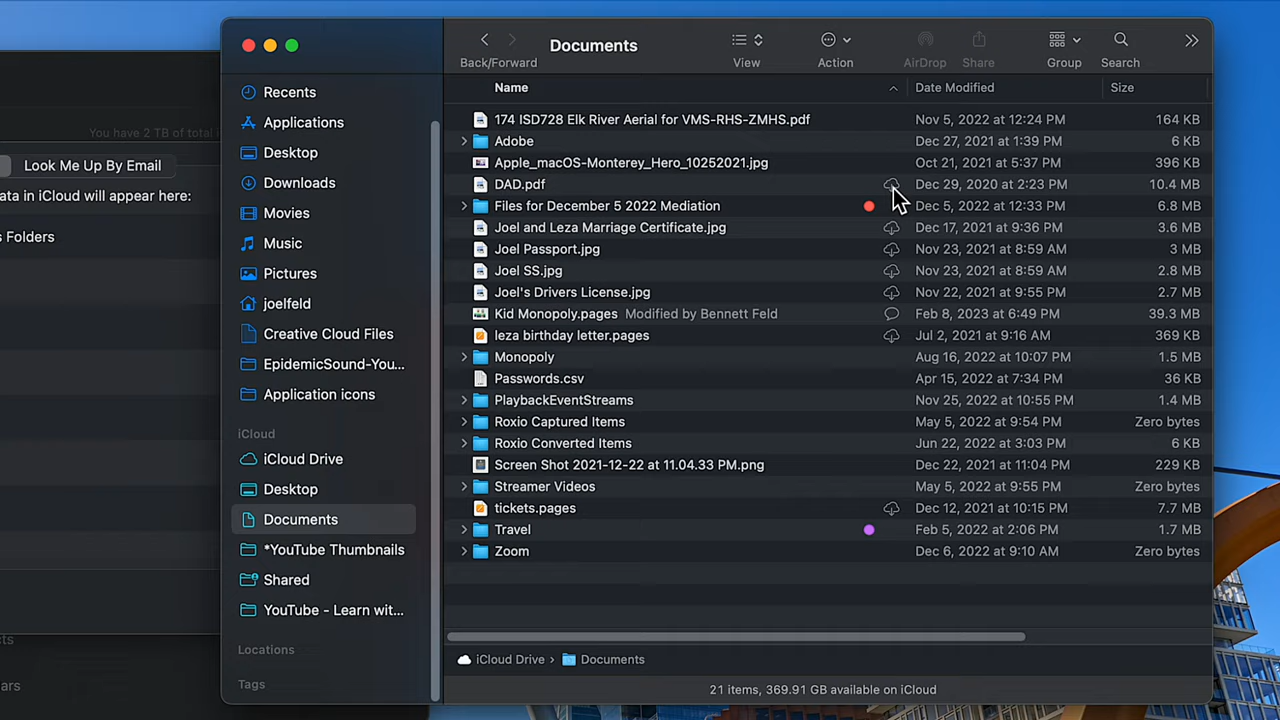 You have 2 TB of total i
Look Me Up By Email
ata in iCloud will appear here:
s Folders
ts
ars
Recents
Applications
Desktop
Downloads
Movies
Music
Pictures
joelfeld
Creative Cloud Files
EpidemicSound-You...
Application icons
iCloud
iCloud Drive
Desktop
Documents
*YouTube Thumbnails
Shared
YouTube - Learn wit...
Locations
Tags
Documents
Back/Forward View Action AirDrop Share Group Search
Name Date Modified Size
174 ISD728 Elk River Aerial for VMS-RHS-ZMHS.pdf Nov 5, 2022 at 12:24 PM 164 KB
Adobe Dec 27, 2021 at 1:39 PM 6 KB
Apple_macOS-Monterey_Hero_10252021.jpg Oct 21, 2021 at 5:37 PM 396 KB
DAD.pdf Dec 29, 2020 at 2:23 PM 10.4 MB
Files for December 5 2022 Mediation Dec 5, 2022 at 12:33 PM 6.8 MB
Joel and Leza Marriage Certificate.jpg Dec 17, 2021 at 9:36 PM 3.6 MB
Joel Passport.jpg Nov 23, 2021 at 8:59 AM 3 MB
Joel SS.jpg Nov 23, 2021 at 8:59 AM 2.8 MB
Joel's Drivers License.jpg Nov 22, 2021 at 9:55 PM 2.7 MB
Kid Monopoly.pages Modified by Bennett Feld Feb 8, 2023 at 6:49 PM 39.3 MB
leza birthday letter.pages Jul 2, 2021 at 9:16 AM 369 KB
Monopoly Aug 16, 2022 at 10:07 PM 1.5 MB
Passwords.csv Apr 15, 2022 at 7:34 PM 36 KB
PlaybackEventStreams Nov 25, 2022 at 10:55 PM 1.4 MB
Roxio Captured Items May 5, 2022 at 9:54 PM Zero bytes
Roxio Converted Items Jun 22, 2022 at 3:03 PM 6 KB
Screen Shot 2021-12-22 at 11.04.33 PM.png Dec 22, 2021 at 11:04 PM 229 KB
Streamer Videos May 5, 2022 at 9:55 PM Zero bytes
tickets.pages Dec 12, 2021 at 10:15 PM 7.7 MB
Travel Feb 5, 2022 at 2:06 PM 1.7 MB
Zoom Dec 6, 2022 at 9:10 AM Zero bytes
iCloud Drive › Documents
21 items, 369.91 GB available on iCloud